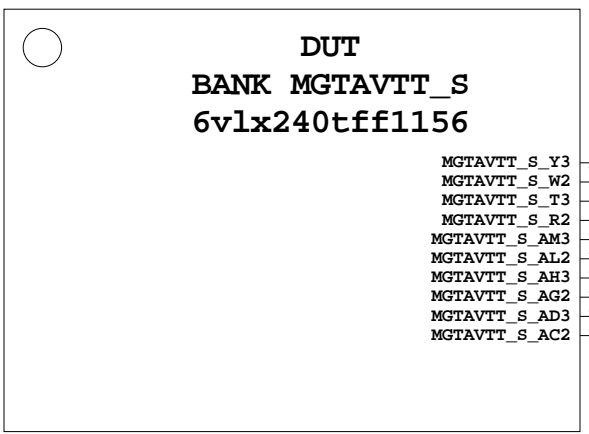 DUT
BANK MGTAVTT_S
6vlx240tff1156
MGTAVTT_S_Y3
MGTAVTT_S_W2
MGTAVTT_S_T3
MGTAVTT_S_R2
MGTAVTT_S_AM3
MGTAVTT_S_AL2
MGTAVTT_S_AH3
MGTAVTT_S_AG2
MGTAVTT_S_AD3
MGTAVTT_S_AC2